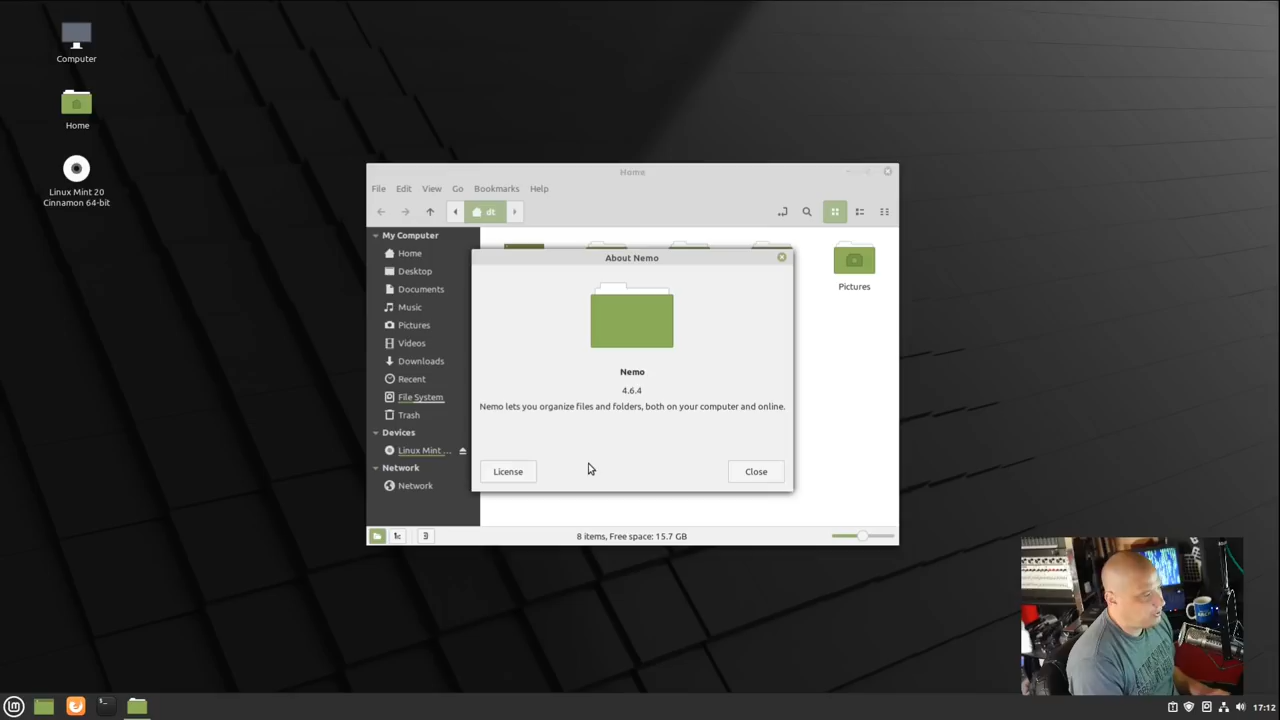 Computer
Home
Linux Mint 20
Cinnamon 64-bit
Home
File Edit View Go Bookmarks Help
dt
My Computer
Home
Desktop
Documents
Music
Pictures
Videos
Downloads
Recent
File System
Trash
Devices
Linux Mint ...
Network
Network
Pictures
About Nemo
Nemo
4.6.4
Nemo lets you organize files and folders, both on your computer and online.
License
Close
8 items, Free space: 15.7 GB
17:12